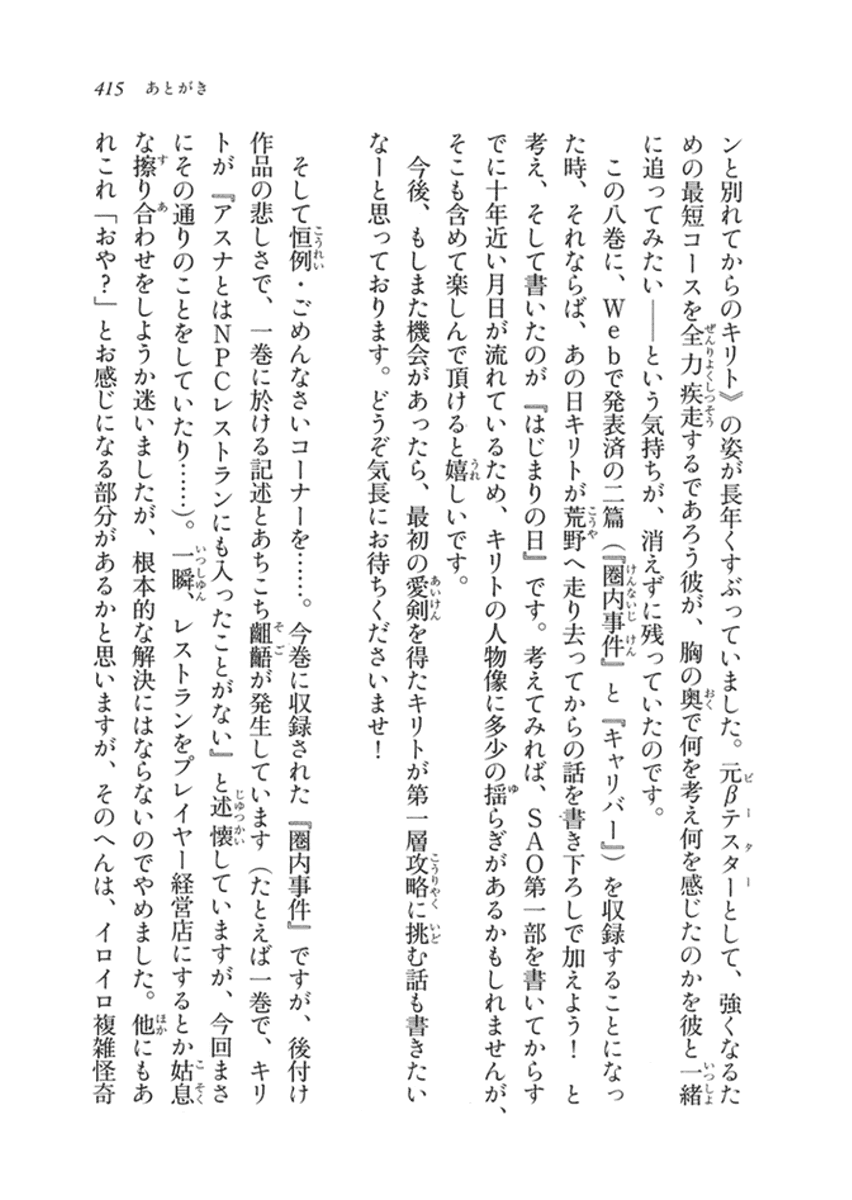 415 あとがき
ンと別れてからのキリト》の姿が長年くすぶっていました。元βテスターとして、強くなるた
めの最短コースを全力疾走するであろう彼が、胸の奥で何を考え何を感じたのかを彼と一緒
に追ってみたい――という気持ちが、消えずに残っていたのです。
この八巻に、Webで発表済の二篇（『圏内事件』と『キャリバー』）を収録することになっ
た時、それならば、あの日キリトが荒野へ走り去ってからの話を書き下ろしで加えよう！ と
考え、そして書いたのが『はじまりの日』です。考えてみれば、SAO第一部を書いてからす
でに十年近い月日が流れているため、キリトの人物像に多少の揺らぎがあるかもしれませんが、
そこも含めて楽しんで頂けると嬉しいです。
今後、もしまた機会があったら、最初の愛剣を得たキリトが第一層攻略に挑む話も書きたい
なーと思っております。どうぞ気長にお待ちくださいませ！
そして恒例・ごめんなさいコーナーを……。今巻に収録された『圏内事件』ですが、後付け
作品の悲しさで、一巻に於ける記述とあちこち齟齬が発生しています（たとえば一巻で、キリ
トが『アスナとはNPCレストランにも入ったことがない』と述懐していますが、今回まさ
にその通りのことをしていたり……）。一瞬、レストランをプレイヤー経営店にするとか姑息
な擦り合わせをしようか迷いましたが、根本的な解決にはならないのでやめました。他にもあ
れこれ「おや？」とお感じになる部分があるかと思いますが、そのへんは、イロイロ複雑怪奇